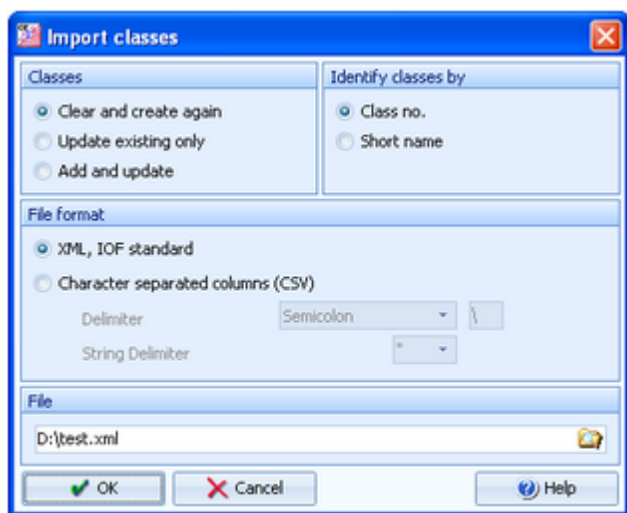 Import classes
Classes
Identify classes by
Clear and create again
Class no.
Update existing only
Short name
Add and update
File format
XML, IOF standard
Character separated columns (CSV)
Delimiter Semicolon \
String Delimiter "
File
D:\test.xml
OK Cancel Help